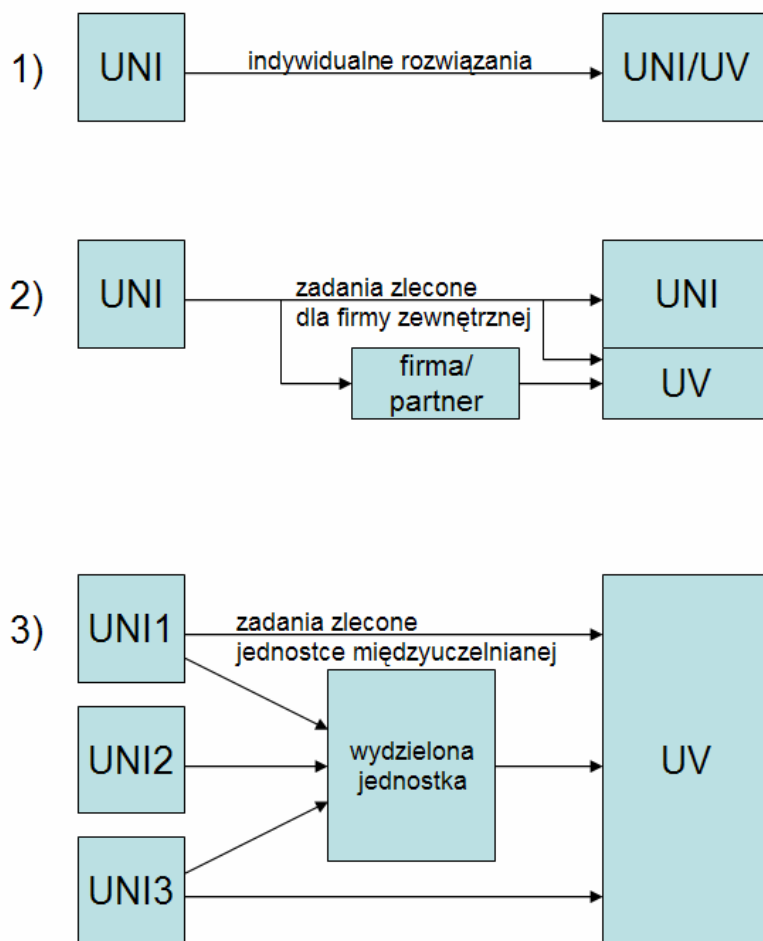 1)
UNI
indywidualne rozwiązania
UNI/UV
2)
UNI
zadania zlecone
dla firmy zewnętrznej
UNI
firma/
partner
UV
3)
UNI1
zadania zlecone
jednostce międzyuczelnianej
UNI2
wydzielona
jednostka
UV
UNI3